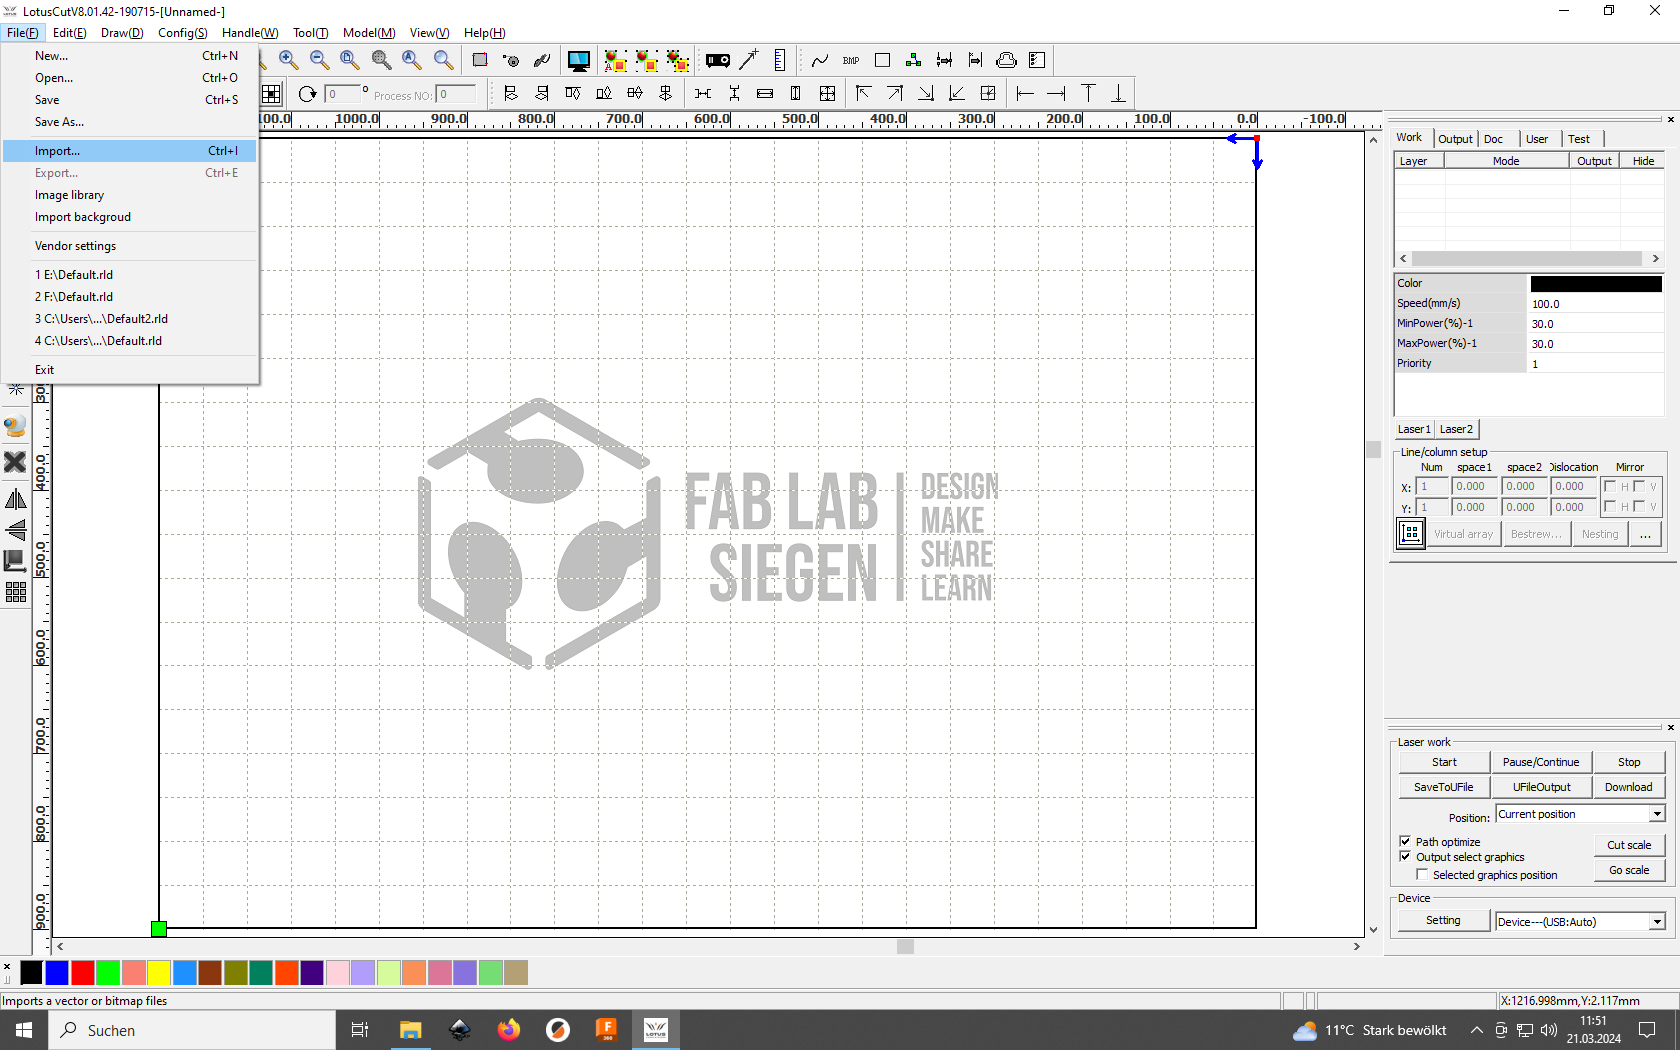 LotusCutV8.01.42-190715-[Unnamed-]
File(F) Edit(E) Draw(D) Config(S) Handle(W) Tool(T) Model(M) View(V) Help(H)
New... Ctrl+N
Open... Ctrl+O
Save Ctrl+S
Save As...
Import... Ctrl+I
Export... Ctrl+E
Image library
Import backgroud
Vendor settings
1 E:\Default.rld
2 F:\Default.rld
3 C:\Users\...\Default2.rld
4 C:\Users\...\Default.rld
Exit
BMP
0 ° Process NO: 0
100.0 1000.0 900.0 800.0 700.0 600.0 500.0 400.0 300.0 200.0 100.0 0.0 -100.0
300.0
400.0
500.0
600.0
700.0
800.0
900.0
FAB LAB
SIEGEN
DESIGN
MAKE
SHARE
LEARN
Work Output Doc User Test
Layer Mode Output Hide
Color
Speed(mm/s) 100.0
MinPower(%)-1 30.0
MaxPower(%)-1 30.0
Priority 1
Laser1 Laser2
Line/column setup
Num space1 space2 Dislocation Mirror
X: 1 0.000 0.000 0.000 H V
Y: 1 0.000 0.000 0.000 H V
Virtual array Bestrew... Nesting ...
Laser work
Start Pause/Continue Stop
SaveToUFile UFileOutput Download
Position: Current position
Path optimize
Output select graphics
Selected graphics position
Cut scale
Go scale
Device
Setting Device---(USB:Auto)
Imports a vector or bitmap files
X:1216.998mm,Y:2.117mm
Suchen
11°C Stark bewölkt
11:51
21.03.2024